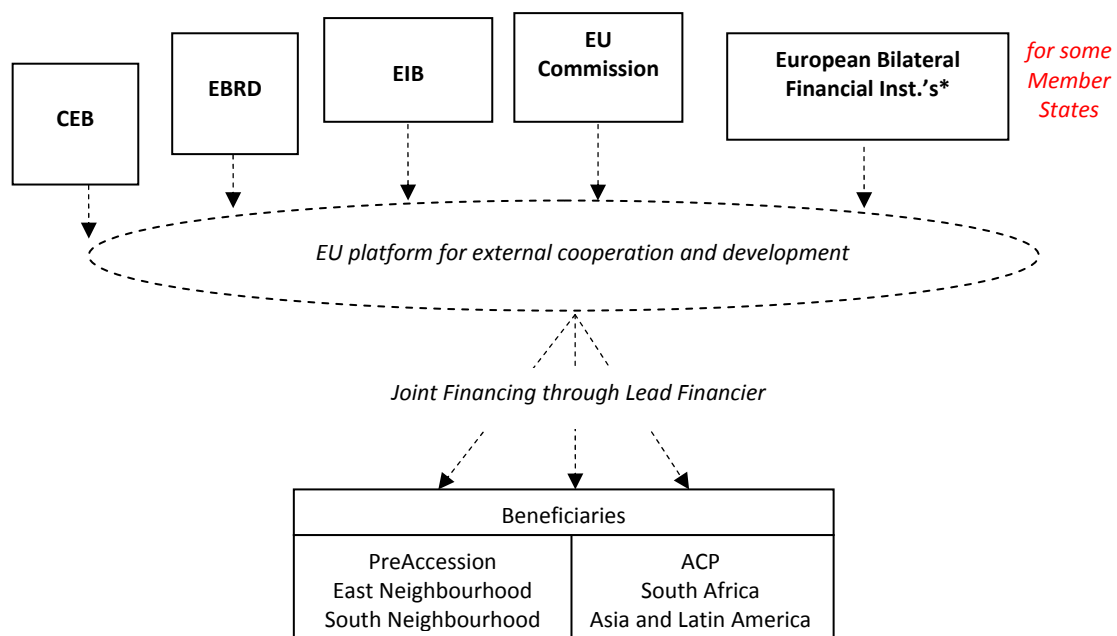 CEB
EBRD
EIB
EU
Commission
European Bilateral
Financial Inst.’s*
for some
Member
States
EU platform for external cooperation and development
Joint Financing through Lead Financier
Beneficiaries
PreAccession
East Neighbourhood
South Neighbourhood
ACP
South Africa
Asia and Latin America